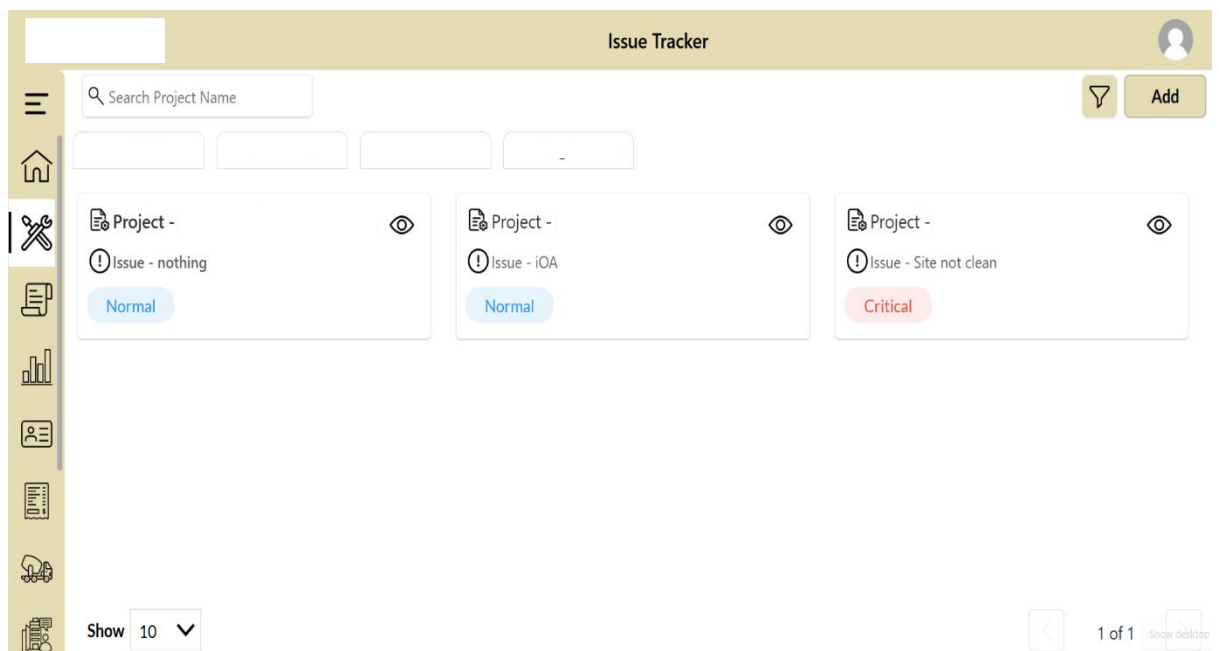 Issue Tracker
Search Project Name
Add
-
Project -
Issue - nothing
Normal
Project -
Issue - iOA
Normal
Project -
Issue - Site not clean
Critical
Show 10
1 of 1
Show desktop